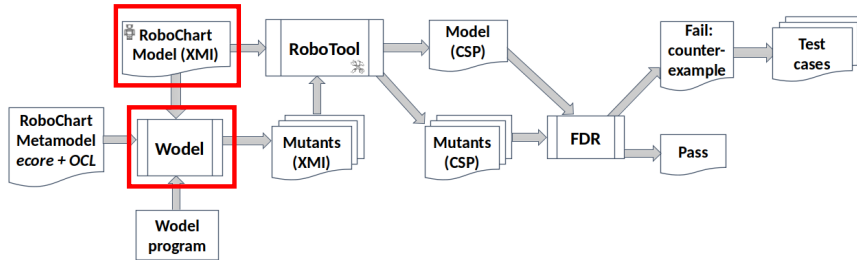 RoboChart
Model (XMI)
RoboTool
Model
(CSP)
Fail:
counter-
example
Test
cases
RoboChart
Metamodel
ecore + OCL
Wodel
Mutants
(XMI)
Mutants
(CSP)
FDR
Pass
Wodel
program